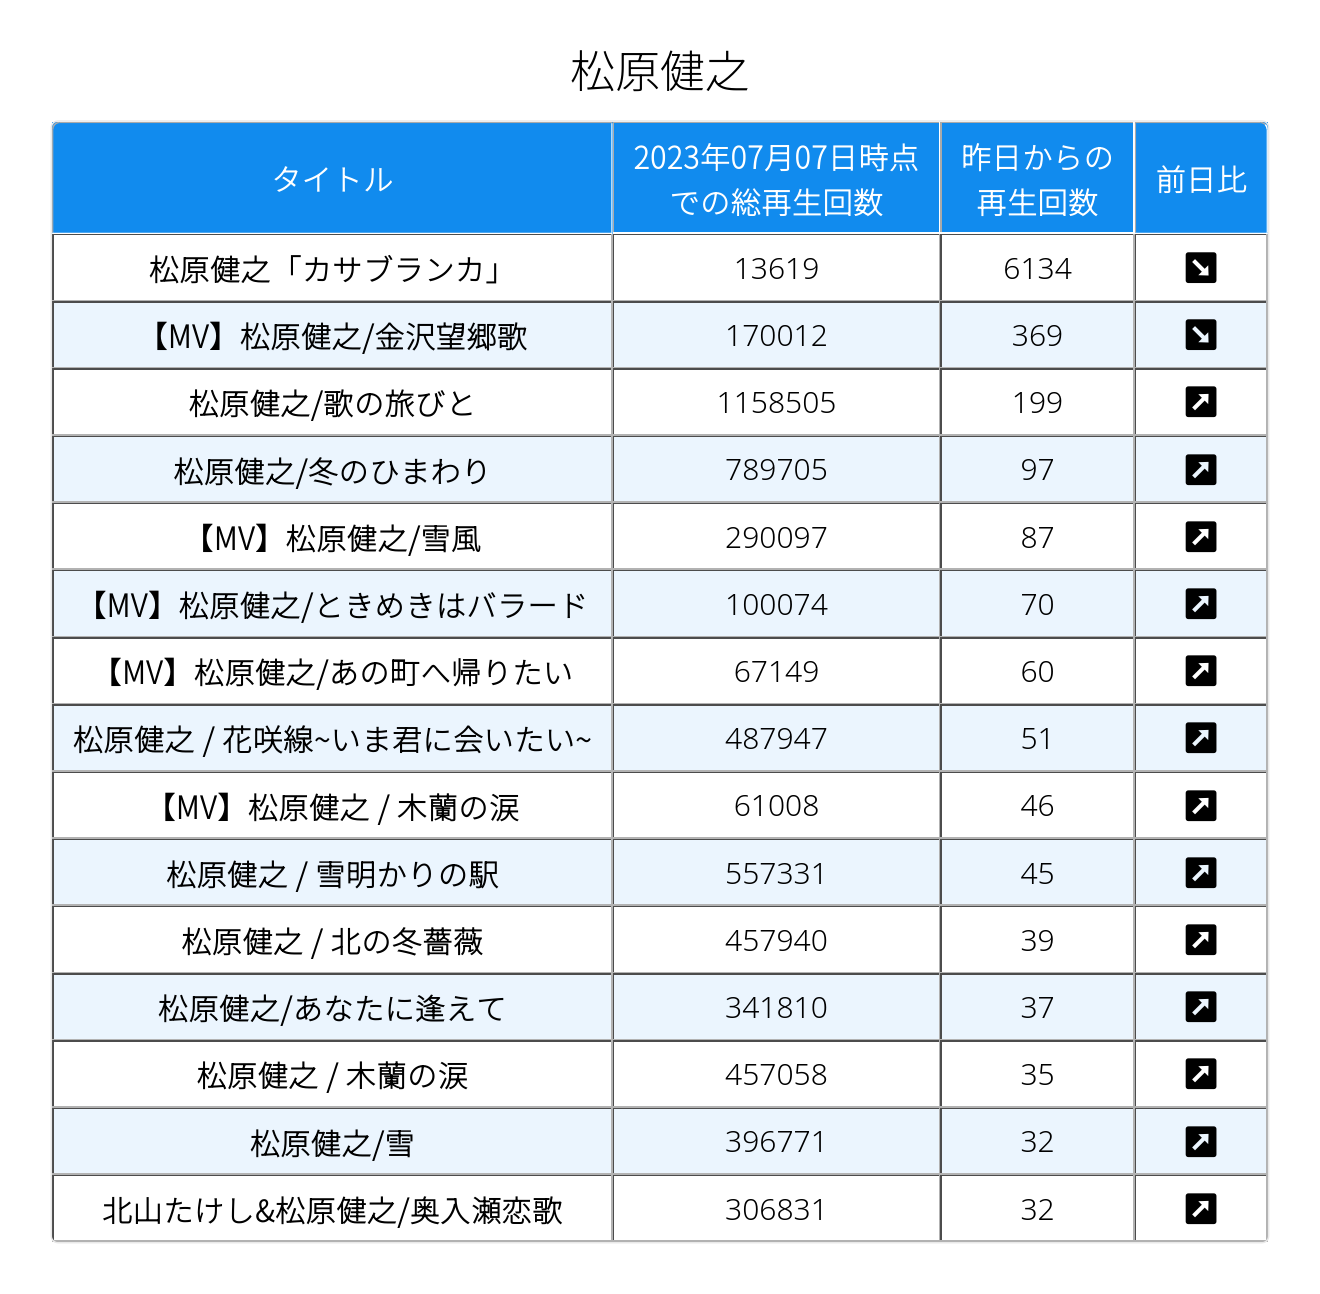 松原健之
タイトル
2023年07月07日時点
での総再生回数
昨日からの
再生回数
前日比
松原健之「カサブランカ」 13619 6134
【MV】松原健之/金沢望郷歌 170012 369
松原健之/歌の旅びと 1158505 199
松原健之/冬のひまわり 789705 97
【MV】松原健之/雪風 290097 87
【MV】松原健之/ときめきはバラード 100074 70
【MV】松原健之/あの町へ帰りたい 67149 60
松原健之 / 花咲線~いま君に会いたい~ 487947 51
【MV】松原健之 / 木蘭の涙 61008 46
松原健之 / 雪明かりの駅 557331 45
松原健之 / 北の冬薔薇 457940 39
松原健之/あなたに逢えて 341810 37
松原健之 / 木蘭の涙 457058 35
松原健之/雪 396771 32
北山たけし&松原健之/奥入瀬恋歌 306831 32